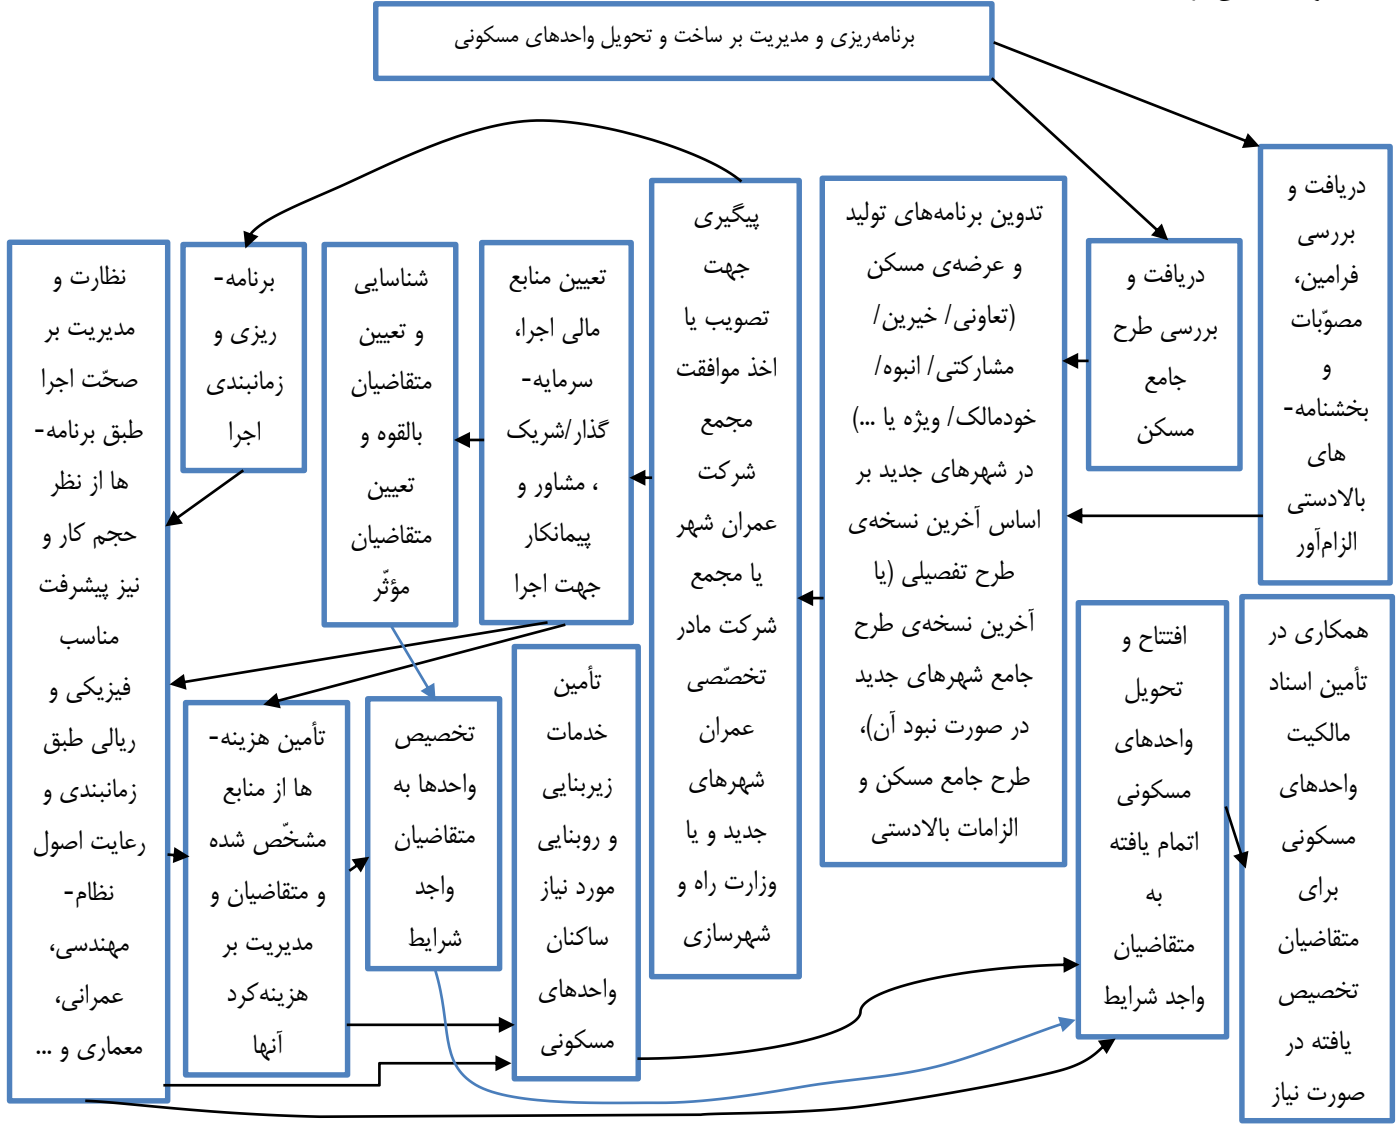 برنامه‌ریزی و مدیریت بر ساخت و تحویل واحدهای مسکونی
دریافت و
بررسی
فرامین،
مصوّبات
و
بخشنامه-
های
بالادستی
الزام‌آور
دریافت و
بررسی طرح
جامع
مسکن
تدوین برنامه‌های تولید
و عرضه‌ی مسکن
(تعاونی/ خیرین/
مشارکتی/ انبوه/
خودمالک/ ویژه یا ...)
در شهرهای جدید بر
اساس آخرین نسخه‌ی
طرح تفصیلی (یا
آخرین نسخه‌ی طرح
جامع شهرهای جدید
در صورت نبود آن)،
طرح جامع مسکن و
الزامات بالادستی
پیگیری
جهت
تصویب یا
اخذ موافقت
مجمع
شرکت
عمران شهر
یا مجمع
شرکت مادر
تخصّصی
عمران
شهرهای
جدید و یا
وزارت راه و
شهرسازی
تعیین منابع
مالی اجرا،
سرمایه-
گذار/شریک
، مشاور و
پیمانکار
جهت اجرا
شناسایی
و تعیین
متقاضیان
بالقوه و
تعیین
متقاضیان
مؤثّر
برنامه-
ریزی و
زمانبندی
اجرا
نظارت و
مدیریت بر
صحّت اجرا
طبق برنامه-
ها از نظر
حجم کار و
نیز پیشرفت
مناسب
فیزیکی و
ریالی طبق
زمانبندی و
رعایت اصول
نظام-
مهندسی،
عمرانی،
معماری و ...
تأمین هزینه-
ها از منابع
مشخّص شده
و متقاضیان و
مدیریت بر
هزینه‌کرد
آنها
تخصیص
واحدها به
متقاضیان
واجد
شرایط
تأمین
خدمات
زیربنایی
و روبنایی
مورد نیاز
ساکنان
واحدهای
مسکونی
افتتاح و
تحویل
واحدهای
مسکونی
اتمام یافته
به
متقاضیان
واجد شرایط
همکاری در
تأمین اسناد
مالکیت
واحدهای
مسکونی
برای
متقاضیان
تخصیص
یافته در
صورت نیاز